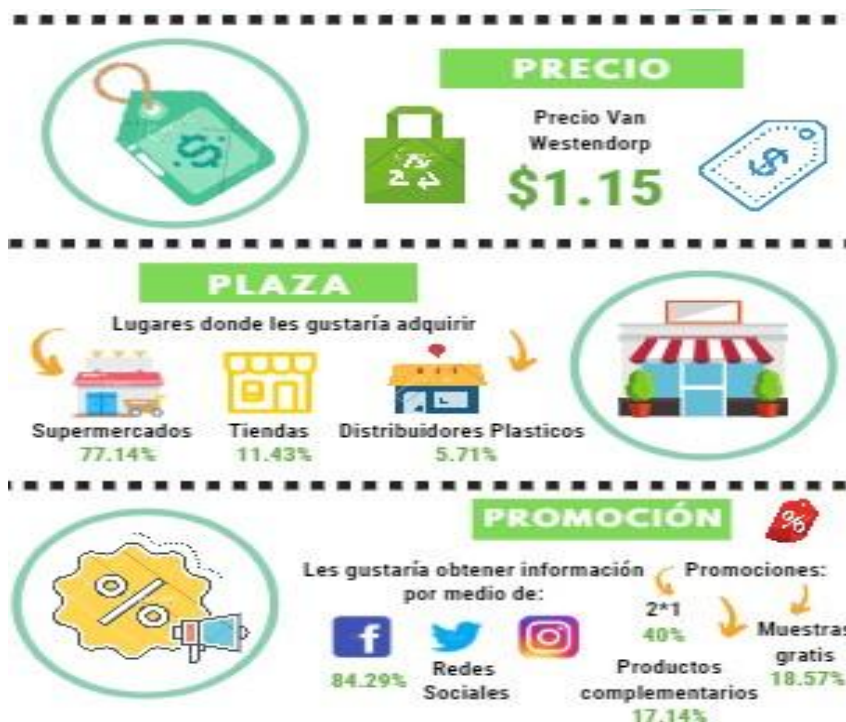 PRECIO
Precio Van
Westendorp
$1.15
PLAZA
Lugares donde les gustaría adquirir
Supermercados
77.14%
Tiendas
11.43%
Distribuidores Plasticos
5.71%
PROMOCIÓN
%
Les gustaría obtener información
por medio de:
84.29%
Redes
Sociales
Promociones:
2*1
40%
Productos
complementarios
17.14%
Muestras
gratis
18.57%